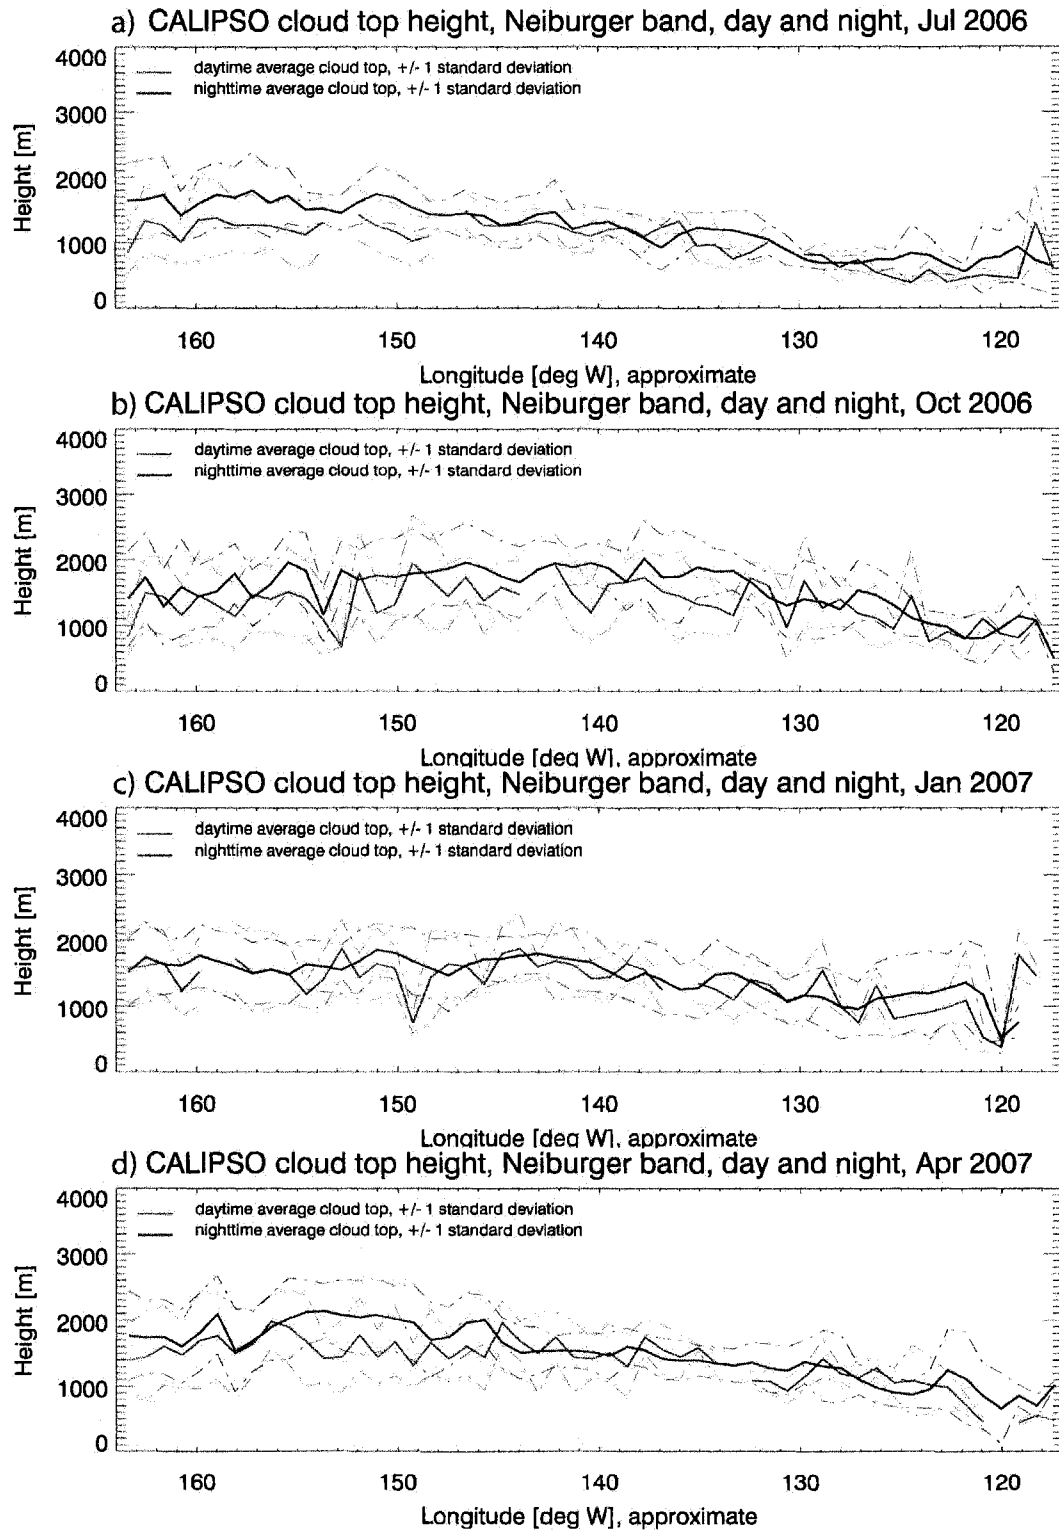 a) CALIPSO cloud top height, Neiburger band, day and night, Jul 2006
daytime average cloud top, +/- 1 standard deviation
nighttime average cloud top, +/- 1 standard deviation
4000
3000
2000
1000
0
Height [m]
160 150 140 130 120
Longitude [deg W], approximate
b) CALIPSO cloud top height, Neiburger band, day and night, Oct 2006
daytime average cloud top, +/- 1 standard deviation
nighttime average cloud top, +/- 1 standard deviation
4000
3000
2000
1000
0
Height [m]
160 150 140 130 120
Longitude [deg W], approximate
c) CALIPSO cloud top height, Neiburger band, day and night, Jan 2007
daytime average cloud top, +/- 1 standard deviation
nighttime average cloud top, +/- 1 standard deviation
4000
3000
2000
1000
0
Height [m]
160 150 140 130 120
Longitude [deg W], approximate
d) CALIPSO cloud top height, Neiburger band, day and night, Apr 2007
daytime average cloud top, +/- 1 standard deviation
nighttime average cloud top, +/- 1 standard deviation
4000
3000
2000
1000
0
Height [m]
160 150 140 130 120
Longitude [deg W], approximate